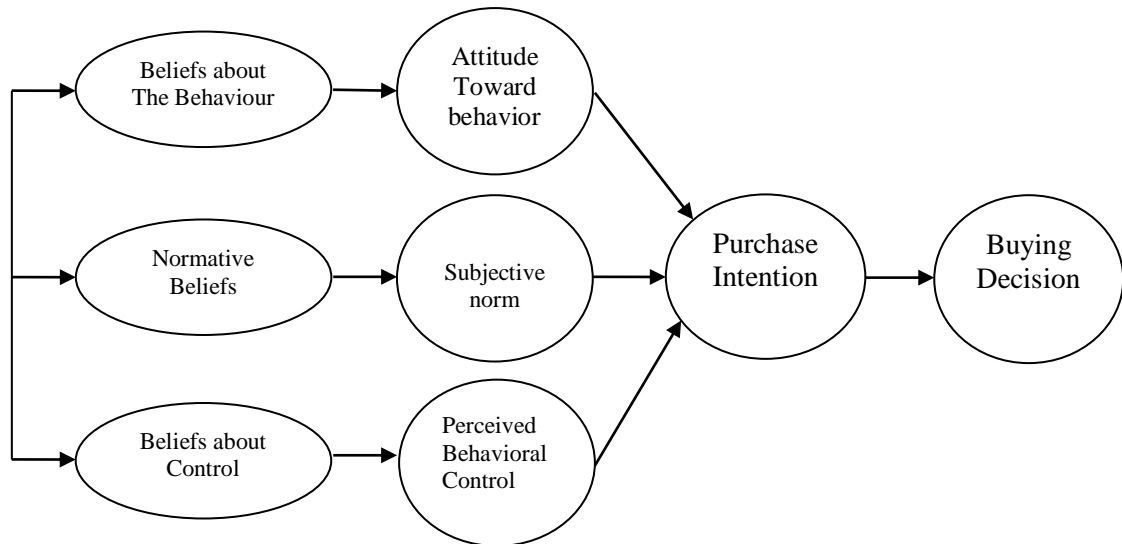 Beliefs about
The Behaviour
Attitude
Toward
behavior
Normative
Beliefs
Subjective
norm
Purchase
Intention
Buying
Decision
Beliefs about
Control
Perceived
Behavioral
Control